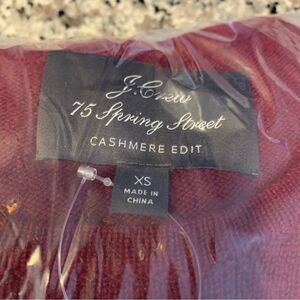 J.Crew
75 Spring Street
CASHMERE EDIT
XS
MADE IN
CHINA